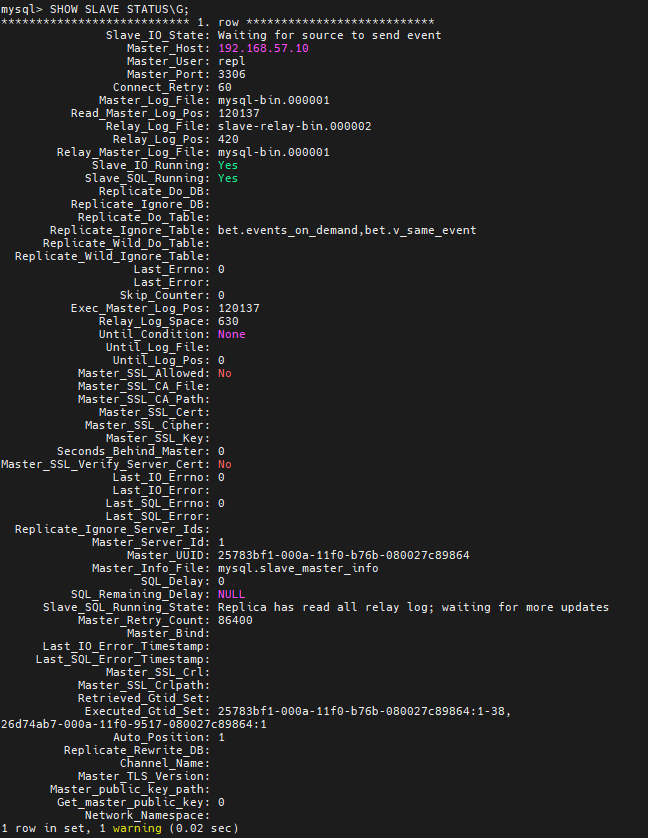 mysql> SHOW SLAVE STATUS\G;
*************************** 1. row ***************************
Slave_IO_State: Waiting for source to send event
Master_Host: 192.168.57.10
Master_User: repl
Master_Port: 3306
Connect_Retry: 60
Master_Log_File: mysql-bin.000001
Read_Master_Log_Pos: 120137
Relay_Log_File: slave-relay-bin.000002
Relay_Log_Pos: 420
Relay_Master_Log_File: mysql-bin.000001
Slave_IO_Running: Yes
Slave_SQL_Running: Yes
Replicate_Do_DB:
Replicate_Ignore_DB:
Replicate_Do_Table:
Replicate_Ignore_Table: bet.events_on_demand,bet.v_same_event
Replicate_Wild_Do_Table:
Replicate_Wild_Ignore_Table:
Last_Errno: 0
Last_Error:
Skip_Counter: 0
Exec_Master_Log_Pos: 120137
Relay_Log_Space: 630
Until_Condition: None
Until_Log_File:
Until_Log_Pos: 0
Master_SSL_Allowed: No
Master_SSL_CA_File:
Master_SSL_CA_Path:
Master_SSL_Cert:
Master_SSL_Cipher:
Master_SSL_Key:
Seconds_Behind_Master: 0
Master_SSL_Verify_Server_Cert: No
Last_IO_Errno: 0
Last_IO_Error:
Last_SQL_Errno: 0
Last_SQL_Error:
Replicate_Ignore_Server_Ids:
Master_Server_Id: 1
Master_UUID: 25783bf1-000a-11f0-b76b-080027c89864
Master_Info_File: mysql.slave_master_info
SQL_Delay: 0
SQL_Remaining_Delay: NULL
Slave_SQL_Running_State: Replica has read all relay log; waiting for more updates
Master_Retry_Count: 86400
Master_Bind:
Last_IO_Error_Timestamp:
Last_SQL_Error_Timestamp:
Master_SSL_Crl:
Master_SSL_Crlpath:
Retrieved_Gtid_Set:
Executed_Gtid_Set: 25783bf1-000a-11f0-b76b-080027c89864:1-38,
26d74ab7-000a-11f0-9517-080027c89864:1
Auto_Position: 1
Replicate_Rewrite_DB:
Channel_Name:
Master_TLS_Version:
Master_public_key_path:
Get_master_public_key: 0
Network_Namespace:
1 row in set, 1 warning (0.02 sec)